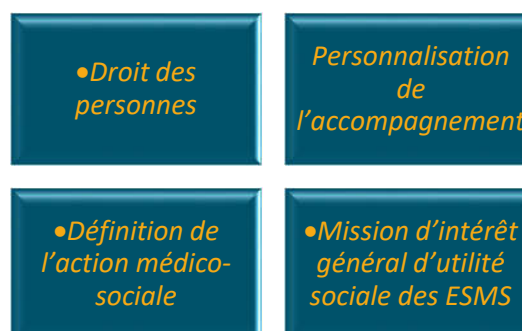 •Droit des
personnes
Personnalisation
de
l'accompagnement
•Définition de
l'action médico-
sociale
•Mission d'intérêt
général d'utilité
sociale des ESMS